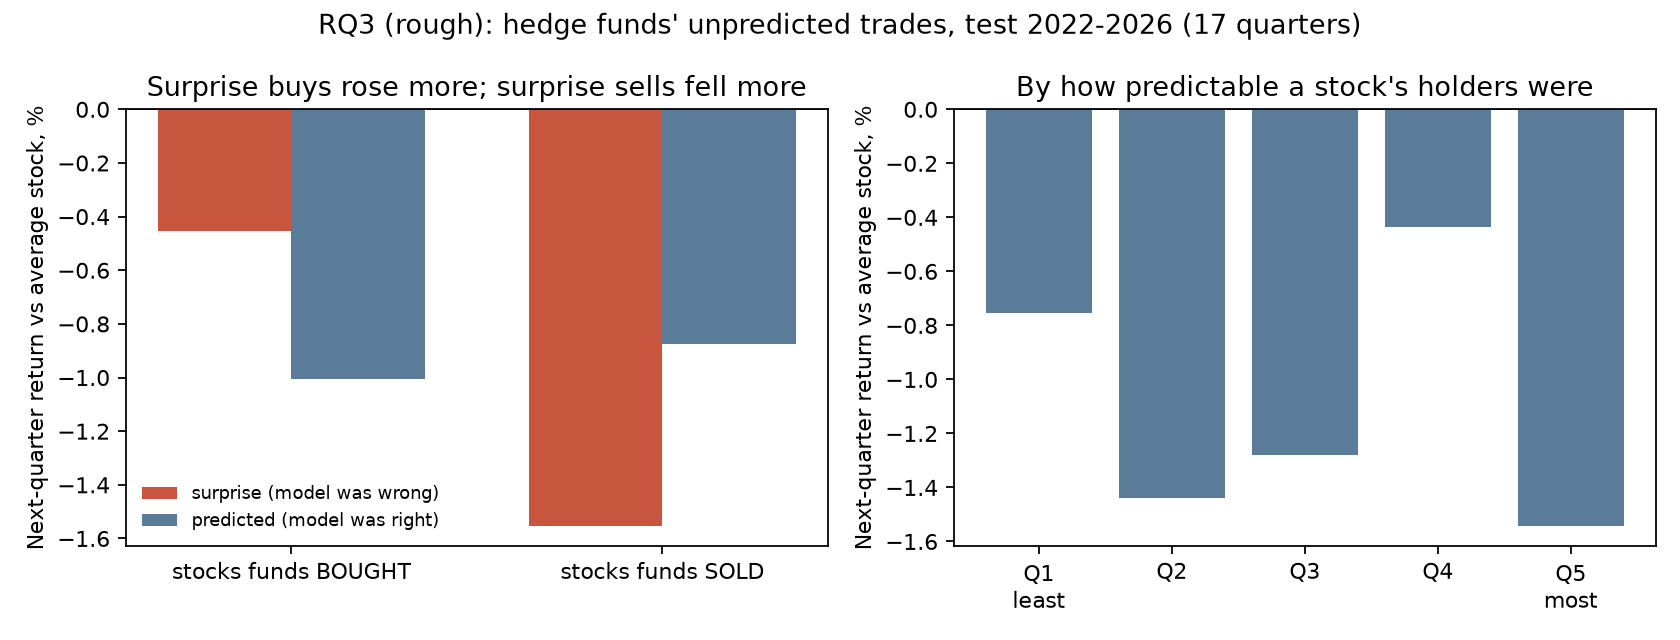 RQ3 (rough): hedge funds' unpredicted trades, test 2022-2026 (17 quarters)
Surprise buys rose more; surprise sells fell more
Next-quarter return vs average stock, %
0.0
−0.2
−0.4
−0.6
−0.8
−1.0
−1.2
−1.4
−1.6
surprise (model was wrong)
predicted (model was right)
stocks funds BOUGHT
stocks funds SOLD
By how predictable a stock's holders were
Next-quarter return vs average stock, %
0.0
−0.2
−0.4
−0.6
−0.8
−1.0
−1.2
−1.4
−1.6
Q1
least
Q2
Q3
Q4
Q5
most